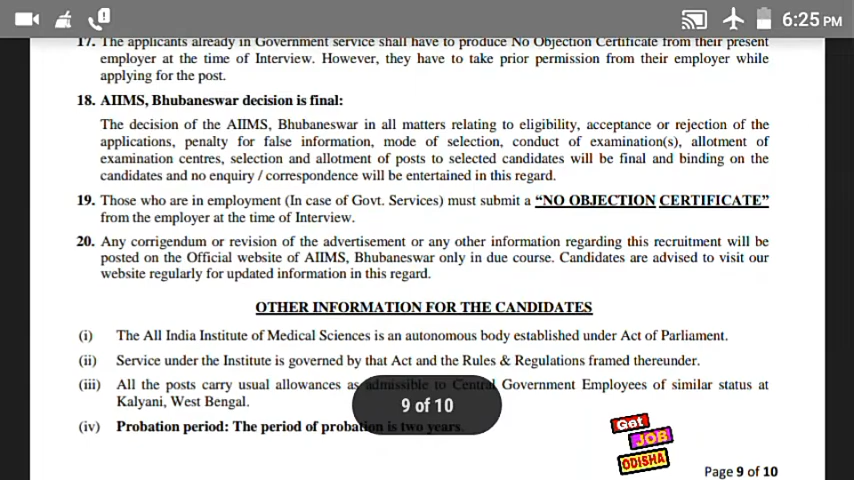 6:25 PM
17. The applicants already in Government service shall have to produce No Objection Certificate from their present
employer at the time of Interview. However, they have to take prior permission from their employer while
applying for the post.
18. AIIMS, Bhubaneswar decision is final:
The decision of the AIIMS, Bhubaneswar in all matters relating to eligibility, acceptance or rejection of the
applications, penalty for false information, mode of selection, conduct of examination(s), allotment of
examination centres, selection and allotment of posts to selected candidates will be final and binding on the
candidates and no enquiry / correspondence will be entertained in this regard.
19. Those who are in employment (In case of Govt. Services) must submit a “NO OBJECTION CERTIFICATE”
from the employer at the time of Interview.
20. Any corrigendum or revision of the advertisement or any other information regarding this recruitment will be
posted on the Official website of AIIMS, Bhubaneswar only in due course. Candidates are advised to visit our
website regularly for updated information in this regard.
OTHER INFORMATION FOR THE CANDIDATES
(i) The All India Institute of Medical Sciences is an autonomous body established under Act of Parliament.
(ii) Service under the Institute is governed by that Act and the Rules & Regulations framed thereunder.
(iii) All the posts carry usual allowances as admissible to Central Government Employees of similar status at
Kalyani, West Bengal.
9 of 10
(iv) Probation period: The period of probation is two years.
Get
JOB
ODISHA
Page 9 of 10